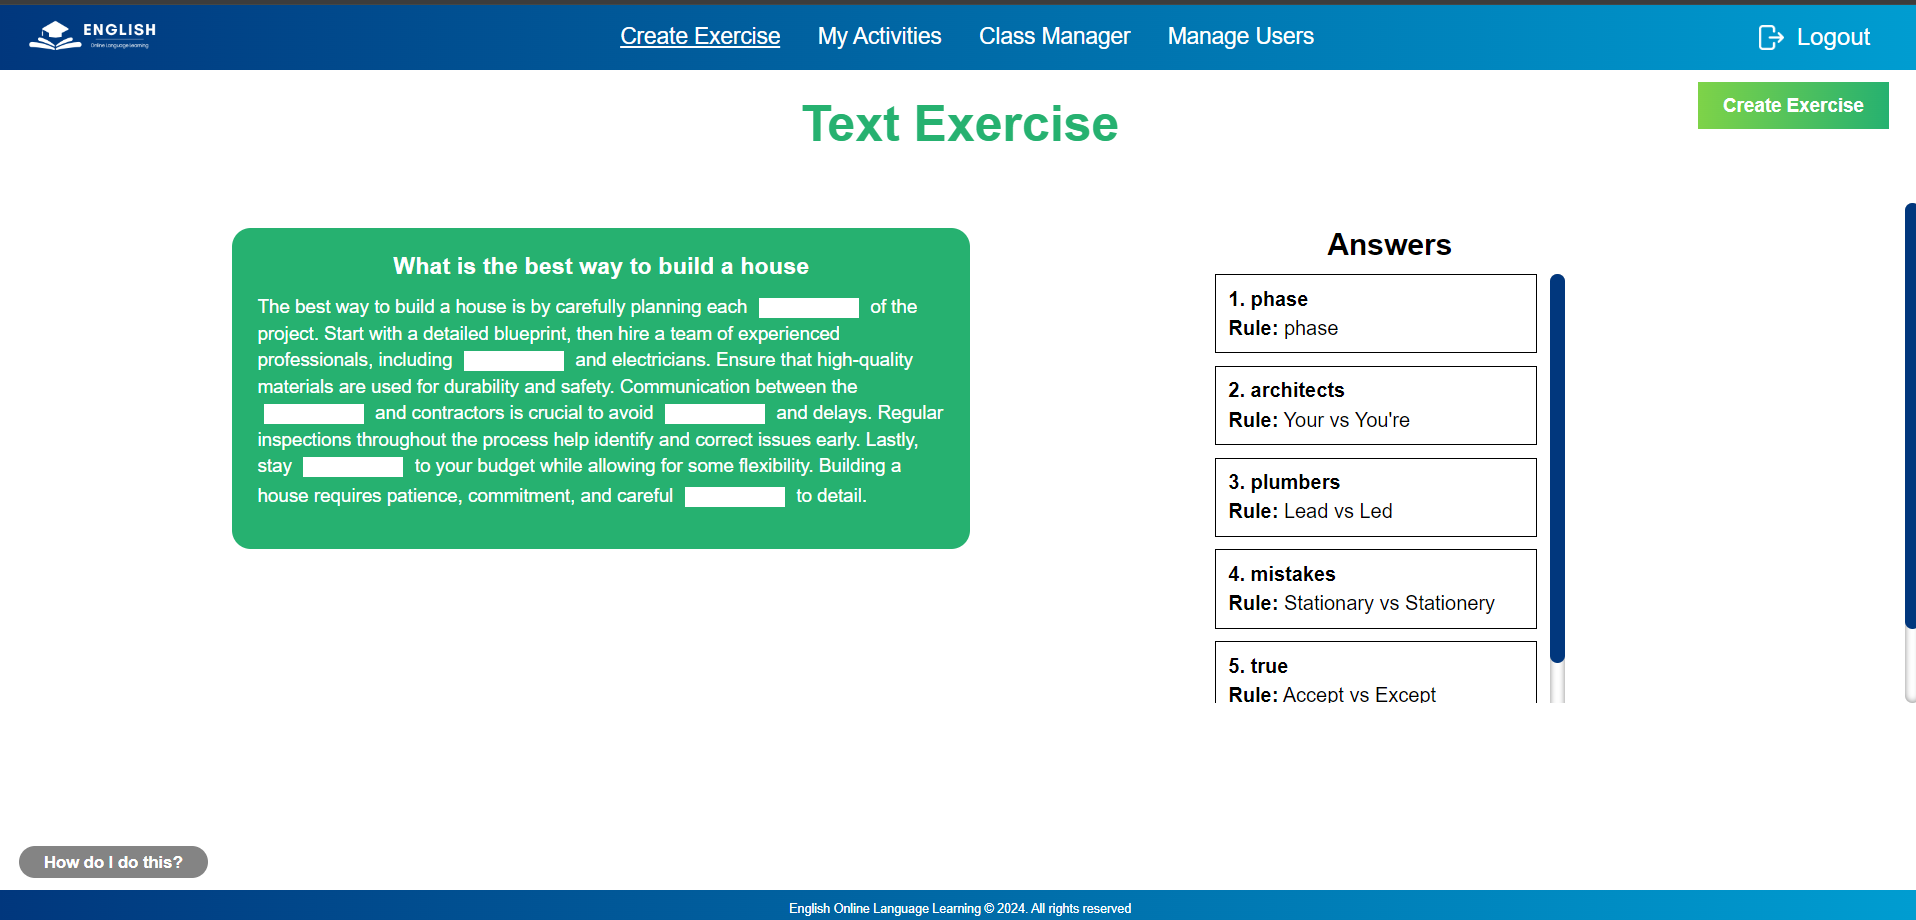 ENGLISH
Online Language Learning
Create Exercise
My Activities
Class Manager
Manage Users
Logout
Create Exercise
Text Exercise
What is the best way to build a house
The best way to build a house is by carefully planning each of the
project. Start with a detailed blueprint, then hire a team of experienced
professionals, including and electricians. Ensure that high-quality
materials are used for durability and safety. Communication between the
and contractors is crucial to avoid and delays. Regular
inspections throughout the process help identify and correct issues early. Lastly,
stay to your budget while allowing for some flexibility. Building a
house requires patience, commitment, and careful to detail.
Answers
1. phase
Rule: phase
2. architects
Rule: Your vs You're
3. plumbers
Rule: Lead vs Led
4. mistakes
Rule: Stationary vs Stationery
5. true
Rule: Accept vs Except
How do I do this?
English Online Language Learning © 2024. All rights reserved